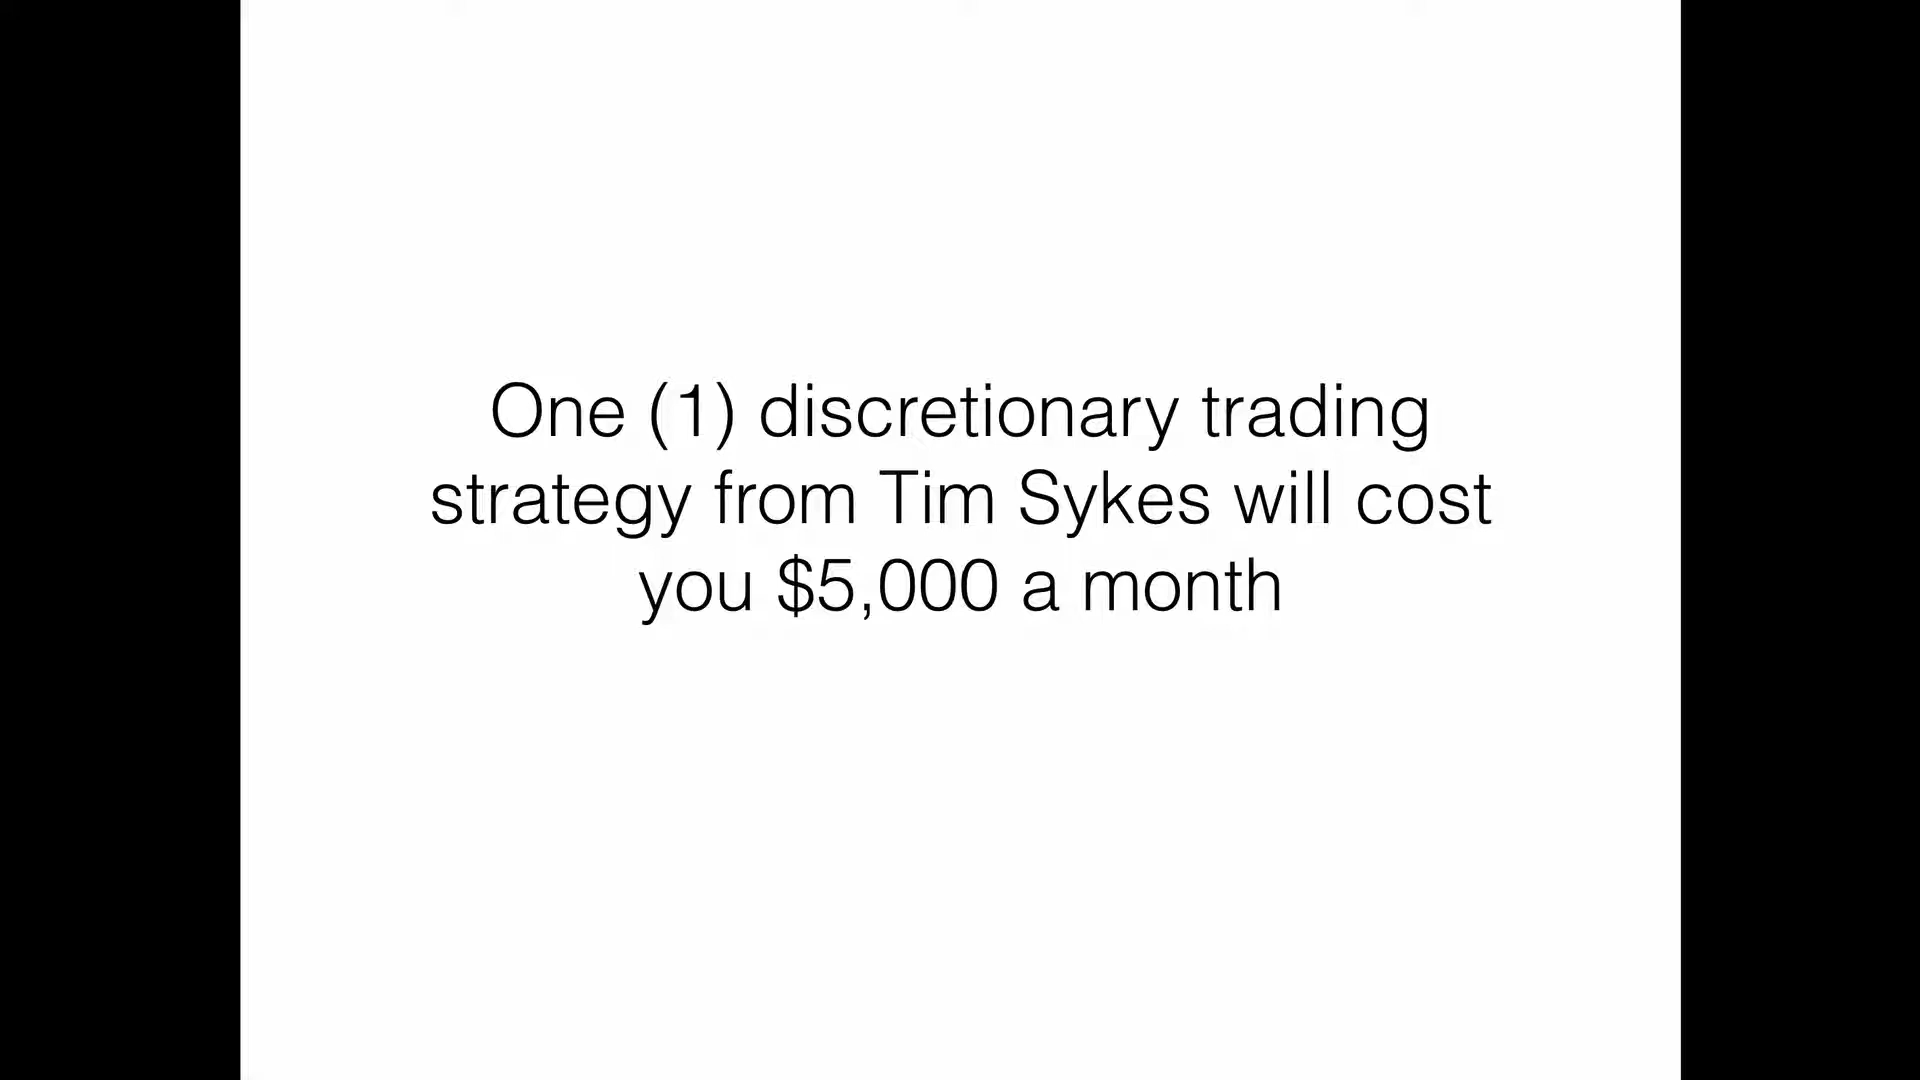 One (1) discretionary trading
strategy from Tim Sykes will cost
you $5,000 a month